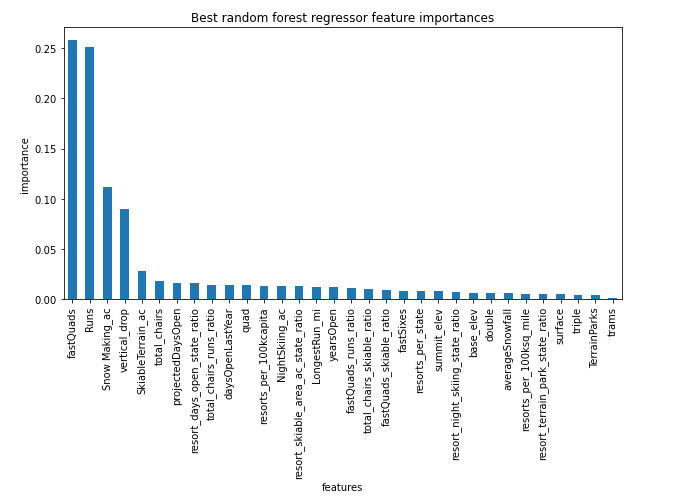 Best random forest regressor feature importances
importance
0.25
0.20
0.15
0.10
0.05
0.00
fastQuads
Runs
Snow Making_ac
vertical_drop
SkiableTerrain_ac
total_chairs
projectedDaysOpen
resort_days_open_state_ratio
total_chairs_runs_ratio
daysOpenLastYear
quad
resorts_per_100kcapita
NightSkiing_ac
resort_skiable_area_ac_state_ratio
LongestRun_mi
yearsOpen
fastQuads_runs_ratio
total_chairs_skiable_ratio
fastQuads_skiable_ratio
fastSixes
resorts_per_state
summit_elev
resort_night_skiing_state_ratio
base_elev
double
averageSnowfall
resorts_per_100ksq_mile
resort_terrain_park_state_ratio
surface
triple
TerrainParks
trams
features